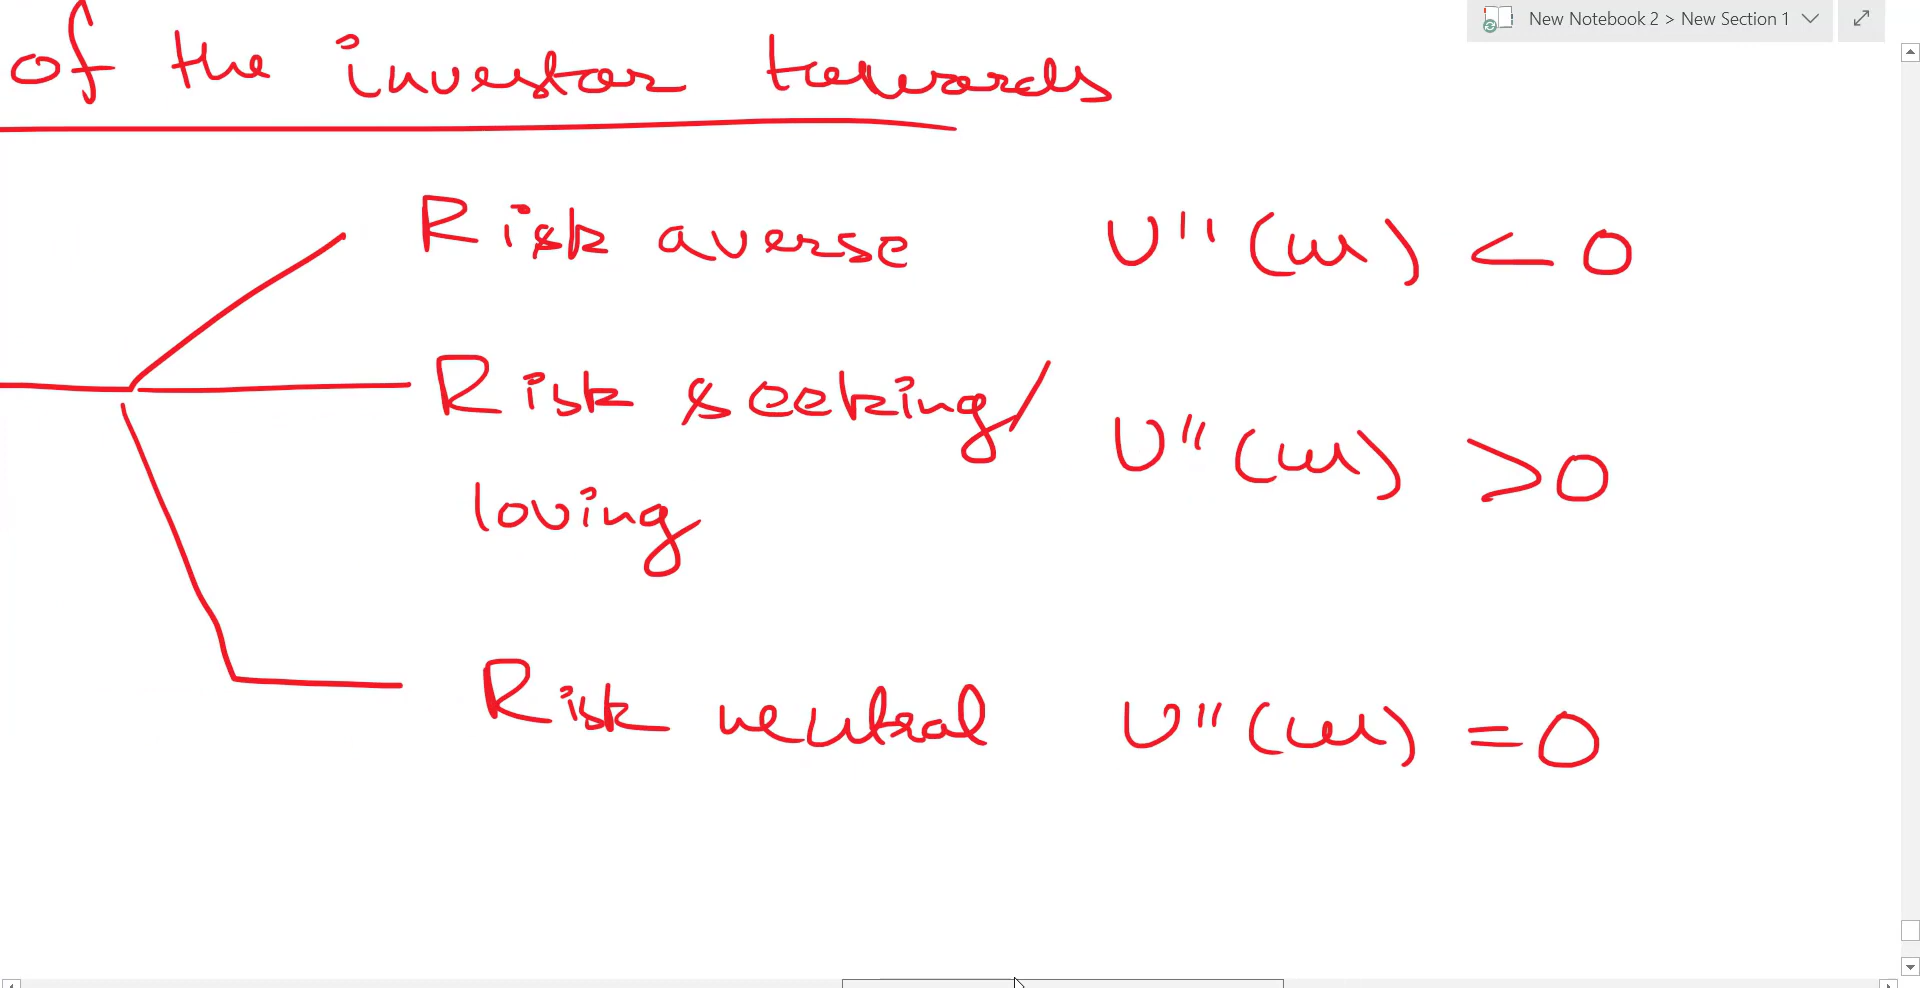 New Notebook 2 > New Section 1
of the investor towards
Risk averse U''(w) < 0
Risk seeking/
U''(w) > 0
loving
Risk neutral U''(w) = 0